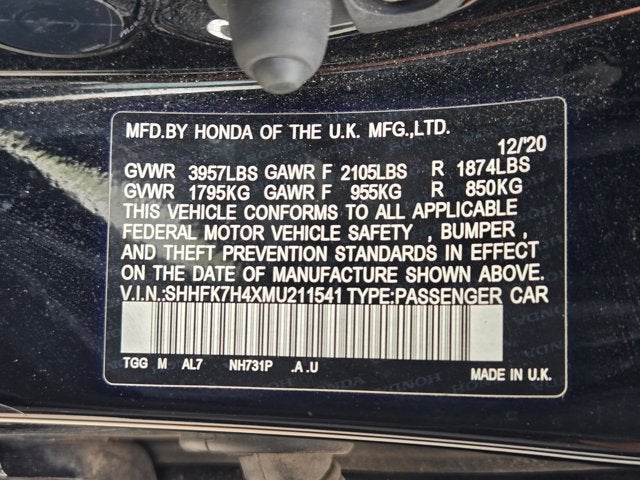 MFD.BY HONDA OF THE U.K. MFG.,LTD.
12/'20
GVWR 3957LBS GAWR F 2105LBS R 1874LBS
GVWR 1795KG GAWR F 955KG R 850KG
THIS VEHICLE CONFORMS TO ALL APPLICABLE
FEDERAL MOTOR VEHICLE SAFETY , BUMPER ,
AND THEFT PREVENTION STANDARDS IN EFFECT
ON THE DATE OF MANUFACTURE SHOWN ABOVE.
V.I.N.:SHHFK7H4XMU211541 TYPE:PASSENGER CAR
TGG M AL7 NH731P .A .U
MADE IN U.K.